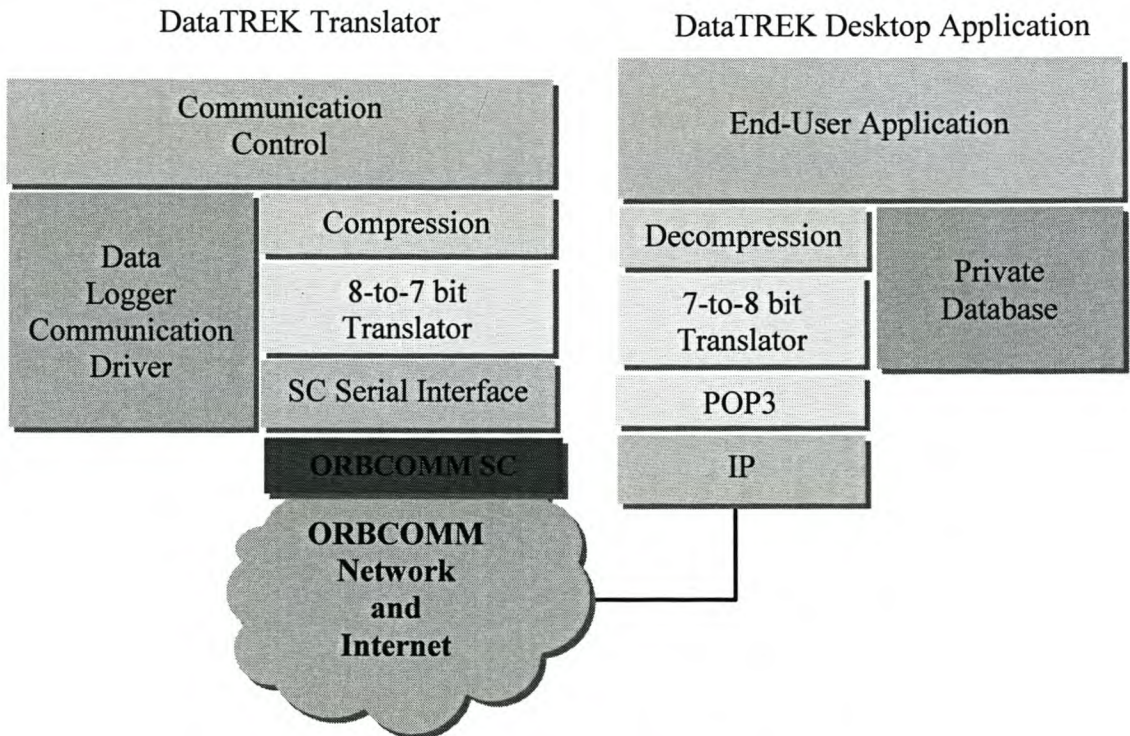 DataTREK Translator
DataTREK Desktop Application
Communication
Control
Data
Logger
Communication
Driver
Compression
8-to-7 bit
Translator
SC Serial Interface
ORBCOMM SC
ORBCOMM
Network
and
Internet
End-User Application
Decompression
7-to-8 bit
Translator
POP3
IP
Private
Database